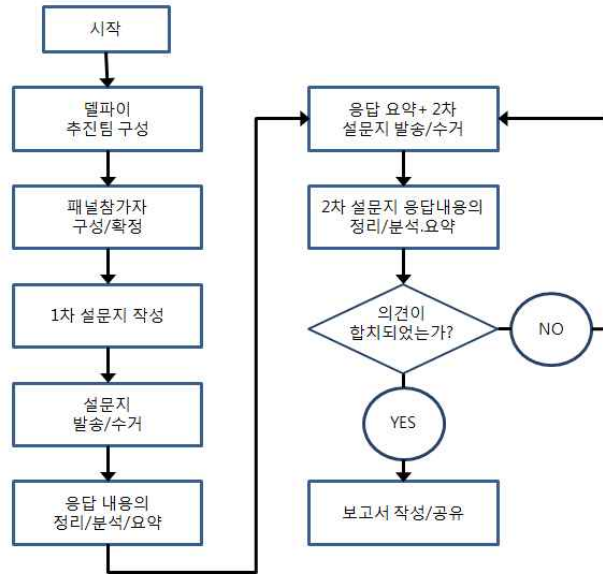 시작
델파이
추진팀 구성
패널참가자
구성/확정
1차 설문지 작성
설문지
발송/수거
응답 내용의
정리/분석/요약
응답 요약+ 2차
설문지 발송/수거
2차 설문지 응답내용의
정리/분석.요약
의견이
합치되었는가?
NO
YES
보고서 작성/공유